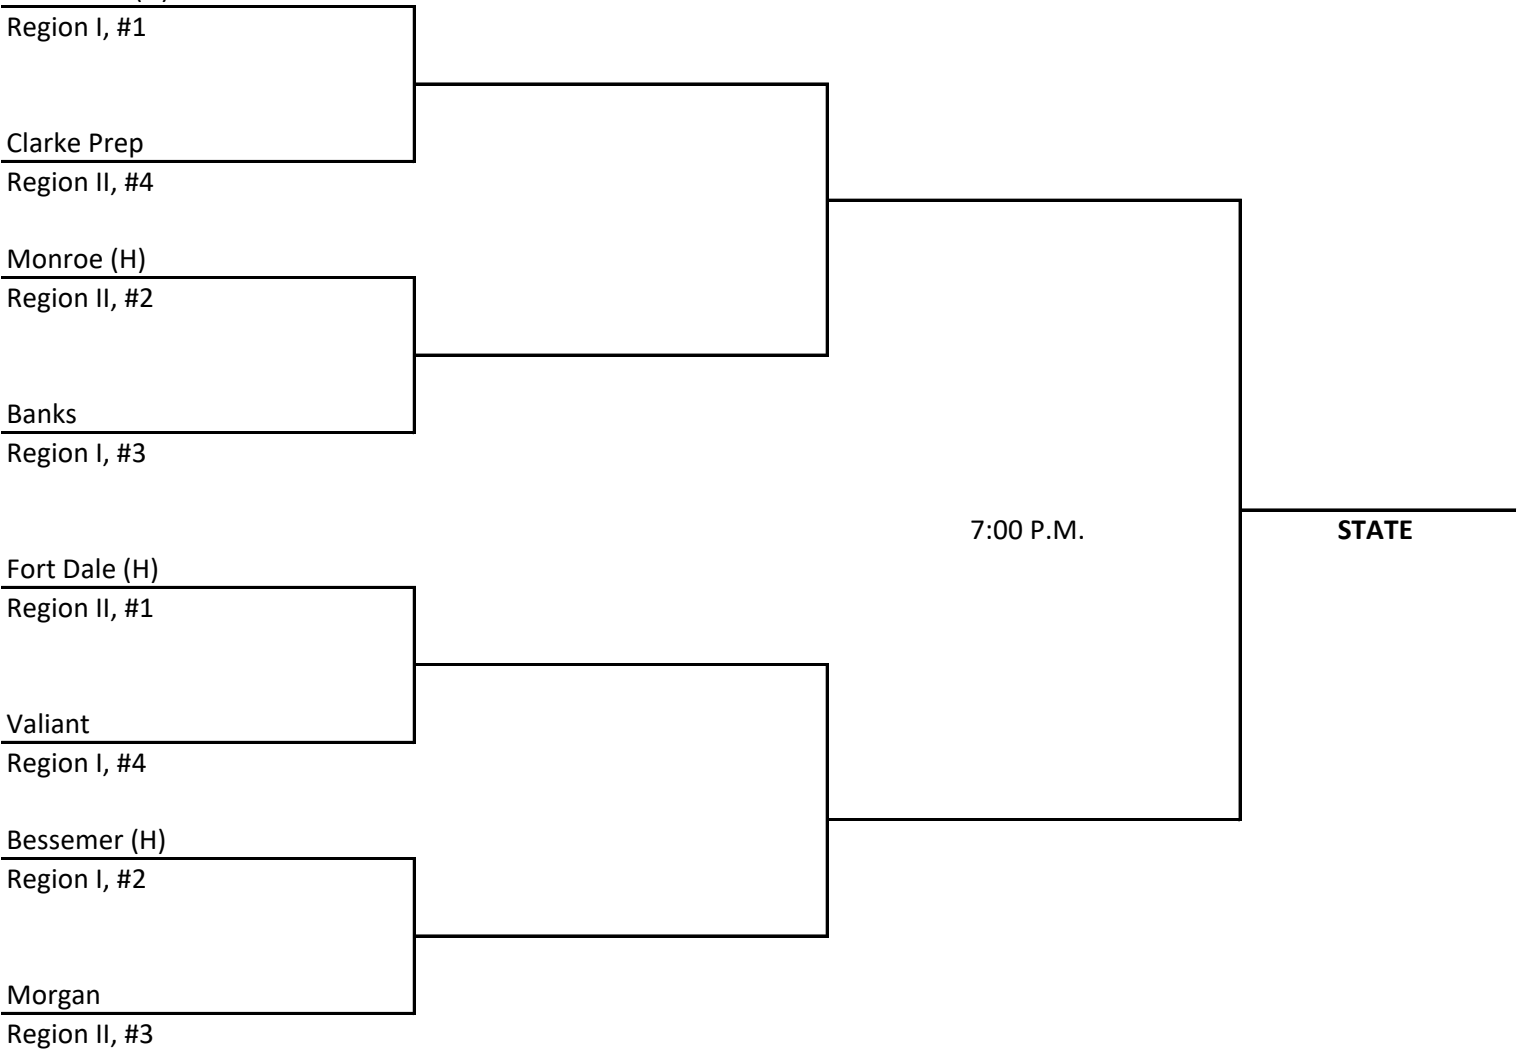 Region I, #1
Clarke Prep
Region II, #4
Monroe (H)
Region II, #2
Banks
Region I, #3
7:00 P.M.
STATE
Fort Dale (H)
Region II, #1
Valiant
Region I, #4
Bessemer (H)
Region I, #2
Morgan
Region II, #3